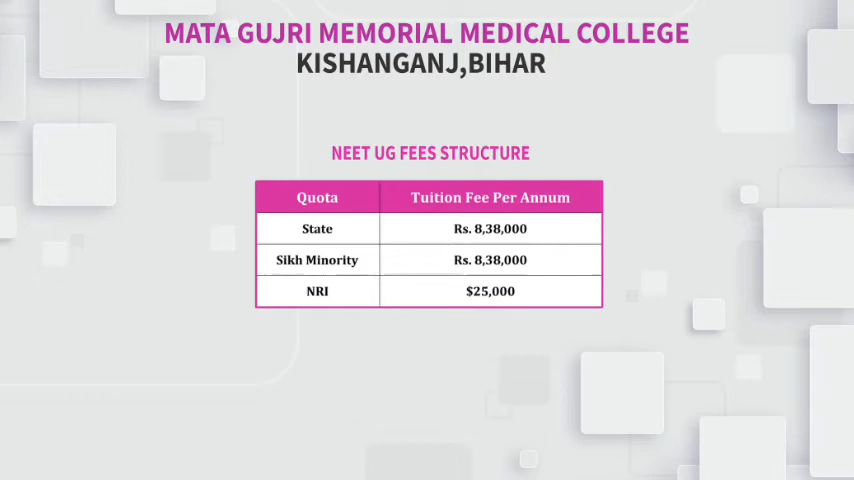 MATA GUJRI MEMORIAL MEDICAL COLLEGE
KISHANGANJ,BIHAR
NEET UG FEES STRUCTURE
Quota Tuition Fee Per Annum
State Rs. 8,38,000
Sikh Minority Rs. 8,38,000
NRI $25,000